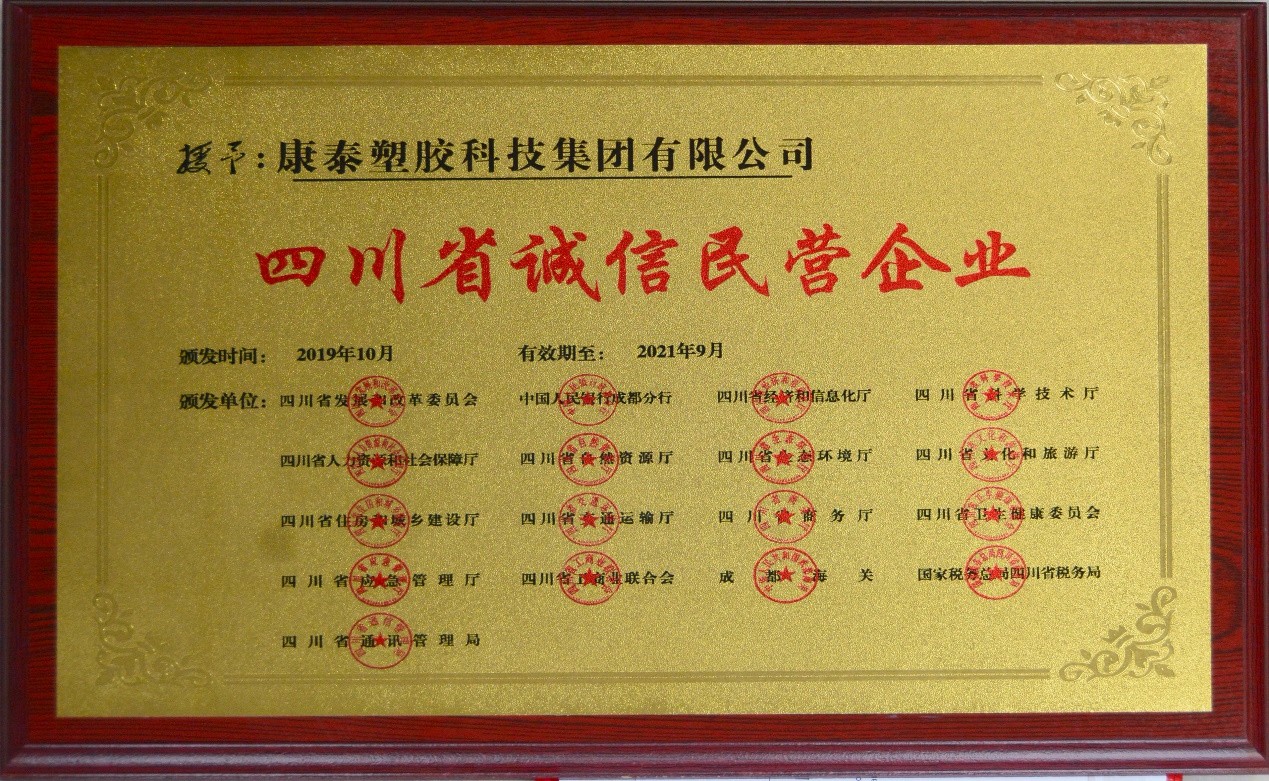 授予：康泰塑胶科技集团有限公司
四川省诚信民营企业
颁发时间： 2019年10月 有效期至： 2021年9月
颁发单位：四川省发展和改革委员会 中国人民银行成都分行 四川省经济和信息化厅 四川省科学技术厅
四川省人力资源和社会保障厅 四川省自然资源厅 四川省生态环境厅 四川省文化和旅游厅
四川省住房和城乡建设厅 四川省交通运输厅 四川省商务厅 四川省卫生健康委员会
四川省应急管理厅 四川省工商业联合会 成都海关 国家税务总局四川省税务局
四川省通讯管理局